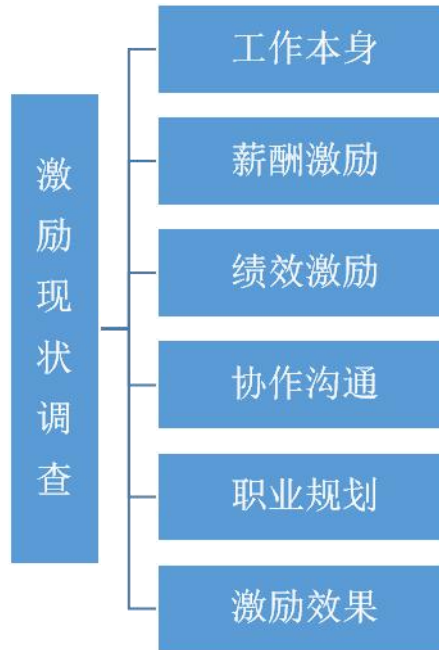 激励现状调查
工作本身
薪酬激励
绩效激励
协作沟通
职业规划
激励效果